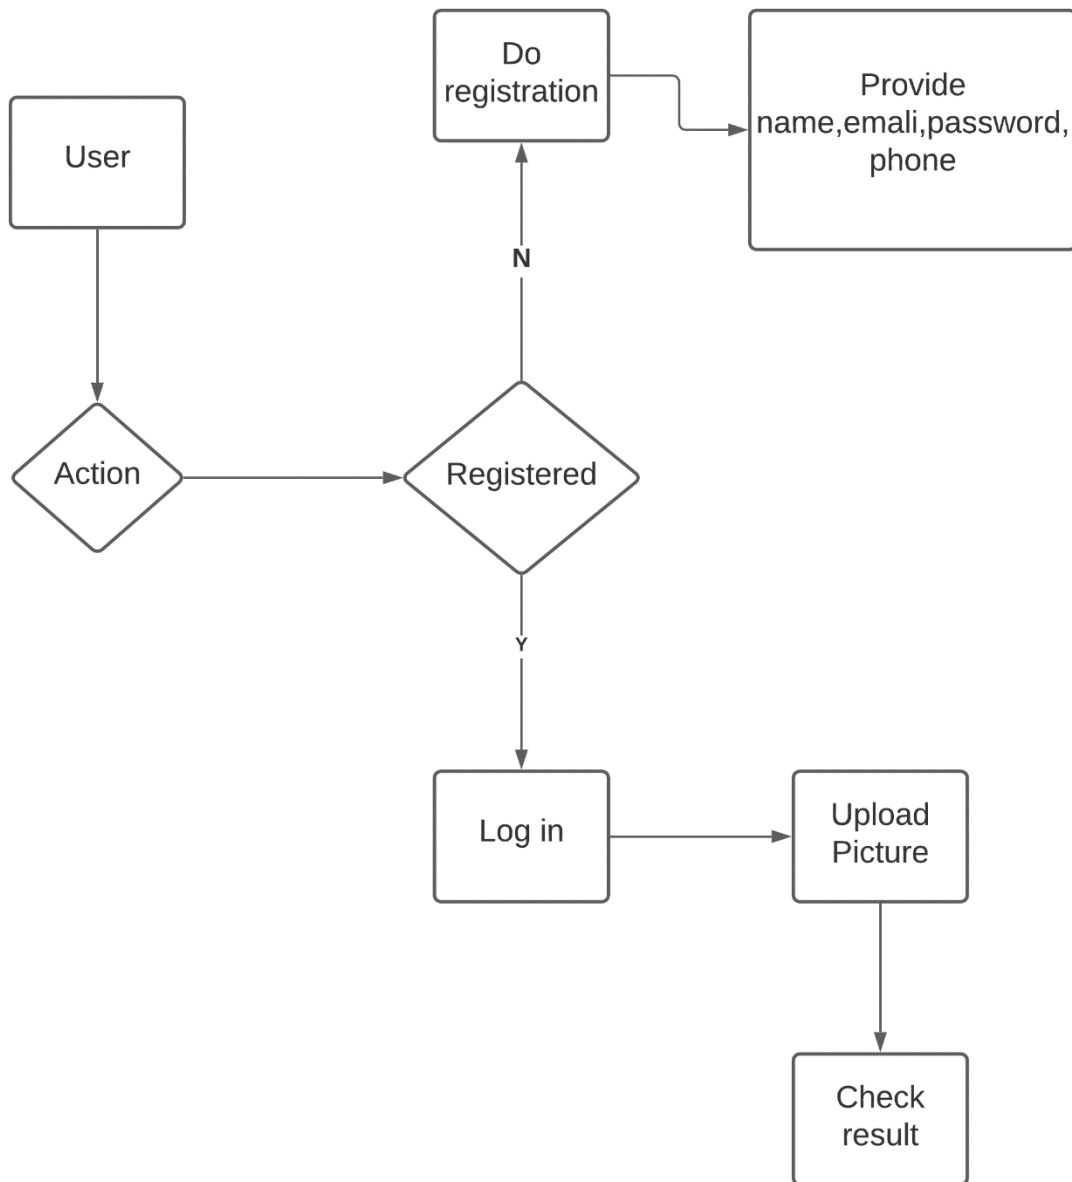 Do
registration
Provide
name,emali,password,
phone
User
N
Action
Registered
Y
Log in
Upload
Picture
Check
result